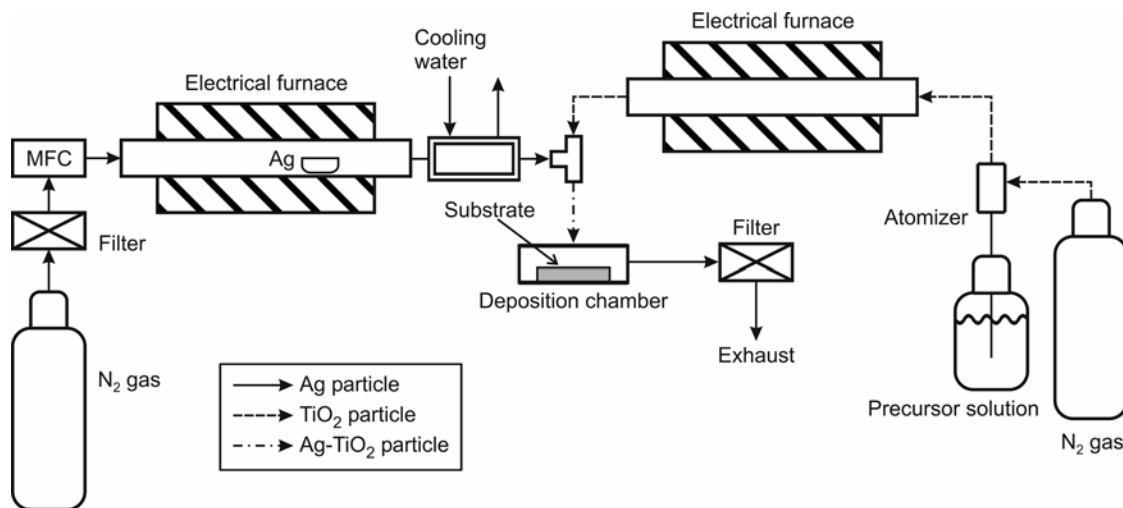 Electrical furnace
Cooling
water
Electrical furnace
MFC
Ag
Filter
Substrate
Filter
Atomizer
Deposition chamber
Exhaust
N₂ gas
Precursor solution
N₂ gas
Ag particle
TiO₂ particle
Ag-TiO₂ particle